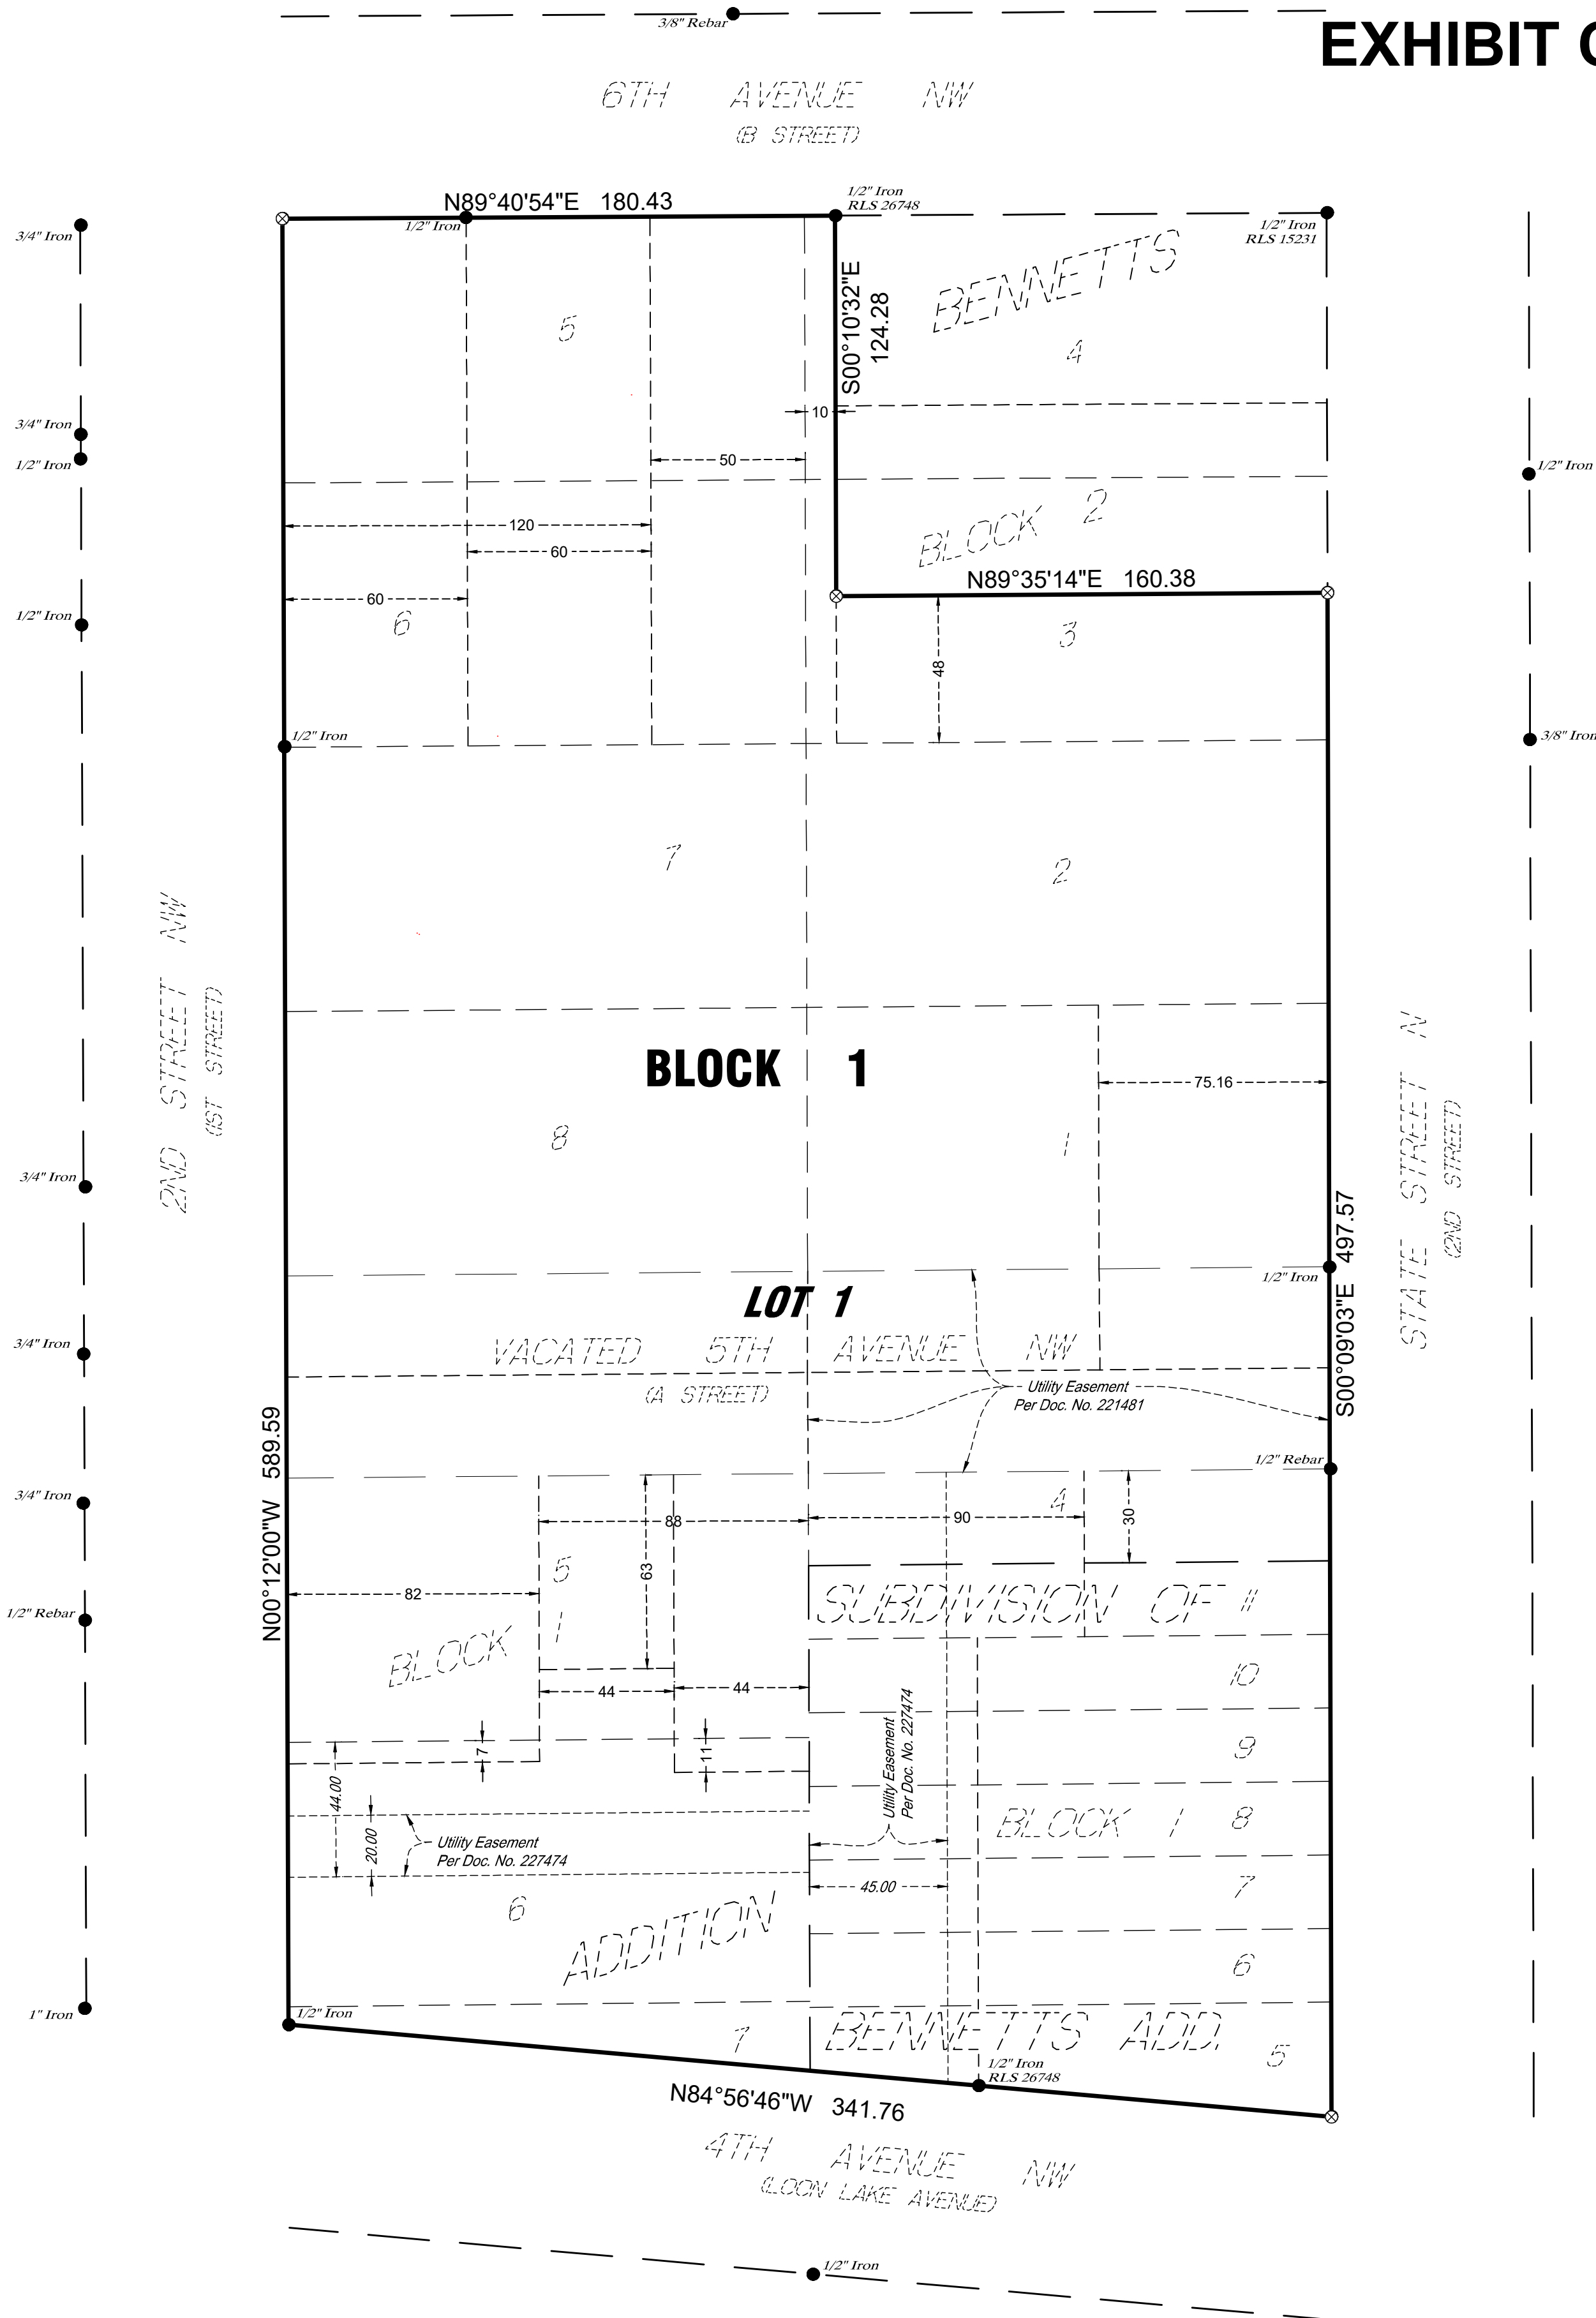 3/8" Rebar
EXHIBIT
6TH AVENUE NW
(B STREET)
N89°40'54"E 180.43
1/2" Iron
RLS 26748
1/2" Iron
1/2" Iron
RLS 15231
3/4" Iron
S00°10'32"E
124.28
BENNETTS
5
4
10
3/4" Iron
1/2" Iron
50
1/2" Iron
120
60
BLOCK 2
N89°35'14"E 160.38
60
6
3
1/2" Iron
48
1/2" Iron
3/8" Iron
7
2
2ND STREET NW
(1ST STREET)
BLOCK 1
75.16
STATE STREET N
(2ND STREET)
8
1
3/4" Iron
S00°09'03"E 497.57
1/2" Iron
LOT 1
3/4" Iron
VACATED 5TH AVENUE NW
(A STREET)
Utility Easement
Per Doc. No. 221481
N00°12'00"W 589.59
1/2" Rebar
3/4" Iron
4
88
90
30
5
63
82
1/2" Rebar
SUBDIVISION OF
11
BLOCK 1
10
44
44
Utility Easement
Per Doc. No. 227474
9
7
11
44.00
20.00
BLOCK 1
8
Utility Easement
Per Doc. No. 227474
45.00
7
6
ADDITION
6
1" Iron
1/2" Iron
7
BENNETTS ADD.
5
1/2" Iron
RLS 26748
N84°56'46"W 341.76
4TH AVENUE NW
(LOON LAKE AVENUE)
1/2" Iron